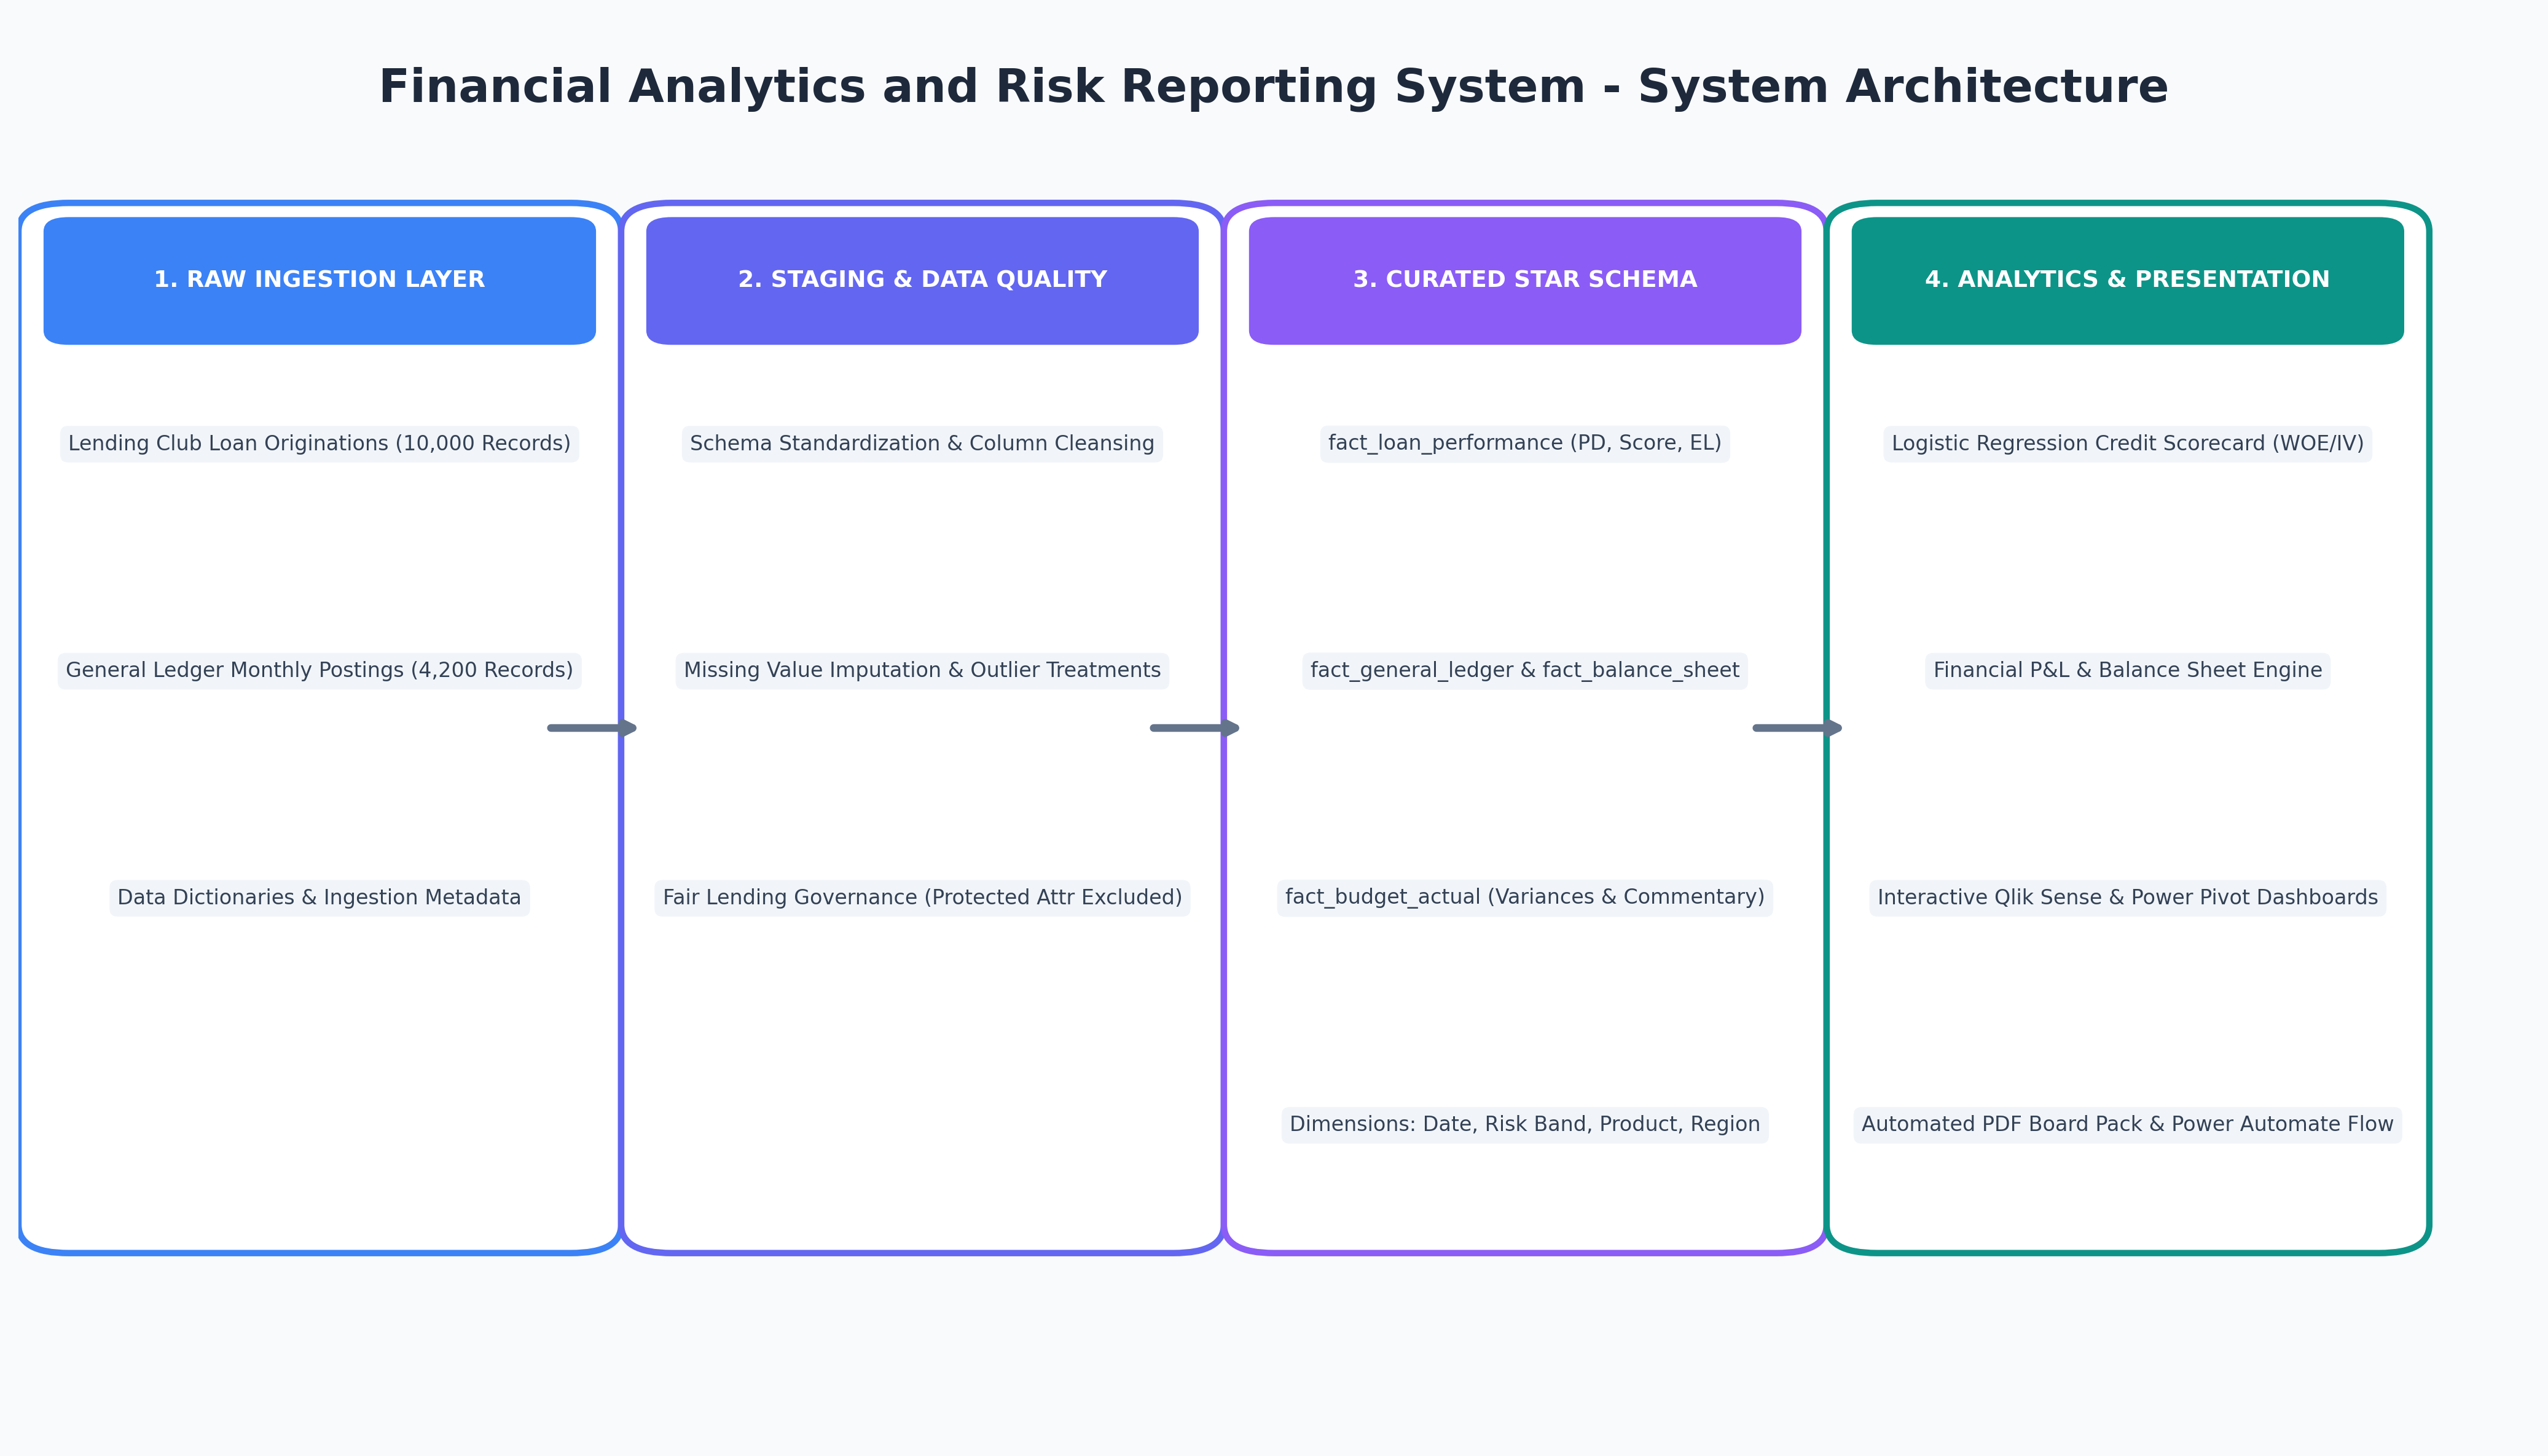 Financial Analytics and Risk Reporting System - System Architecture
1. RAW INGESTION LAYER
Lending Club Loan Originations (10,000 Records)
General Ledger Monthly Postings (4,200 Records)
Data Dictionaries & Ingestion Metadata
2. STAGING & DATA QUALITY
Schema Standardization & Column Cleansing
Missing Value Imputation & Outlier Treatments
Fair Lending Governance (Protected Attr Excluded)
3. CURATED STAR SCHEMA
fact_loan_performance (PD, Score, EL)
fact_general_ledger & fact_balance_sheet
fact_budget_actual (Variances & Commentary)
Dimensions: Date, Risk Band, Product, Region
4. ANALYTICS & PRESENTATION
Logistic Regression Credit Scorecard (WOE/IV)
Financial P&L & Balance Sheet Engine
Interactive Qlik Sense & Power Pivot Dashboards
Automated PDF Board Pack & Power Automate Flow